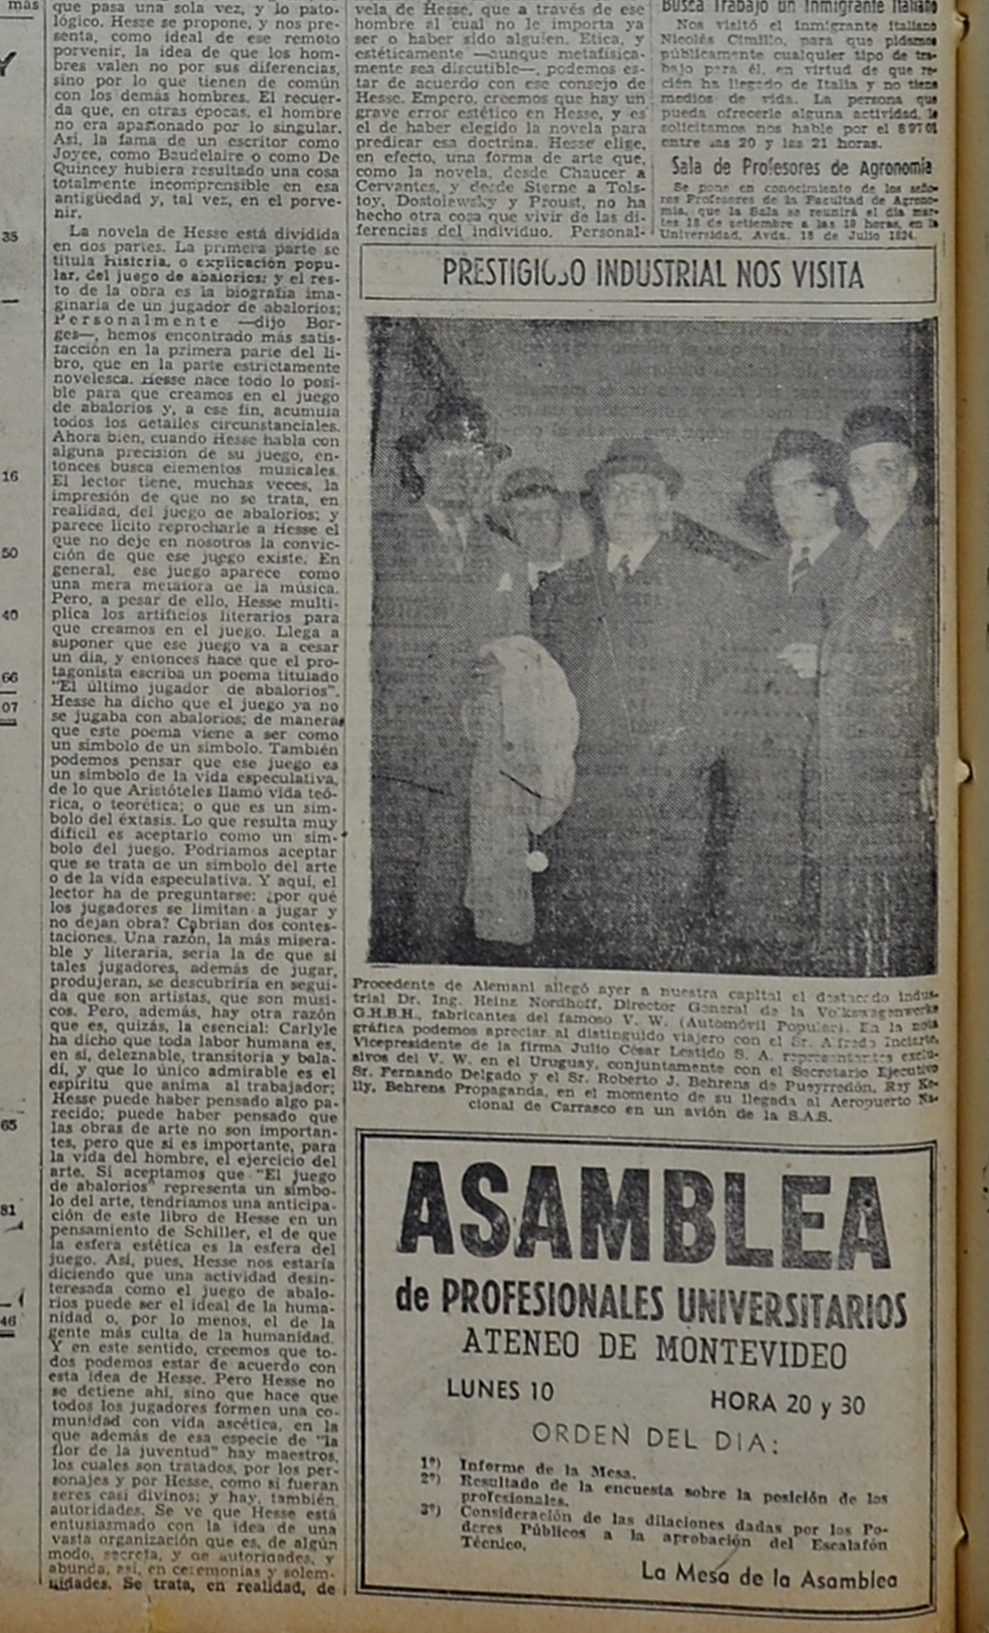 más
Y
35
16
50
40
66
07
65
81
46
que pasa una sola vez, y lo pato-
lógico. Hesse se propone, y nos pre-
senta, como ideal de ese remoto
porvenir, la idea de que los hom-
bres valen no por sus diferencias,
sino por lo que tienen de común
con los demás hombres. El recuer-
da que, en otras épocas, el hombre
no era apasionado por lo singular.
Así, la fama de un escritor como
Joyce, como Baudelaire o como De
Quincey hubiera resultado una cosa
totalmente incomprensible en esa
antigüedad y, tal vez, en el porve-
nir.
La novela de Hesse está dividida
en dos partes. La primera parte se
titula historia, o explicación popu-
lar, del juego de abalorios; y el res-
to de la obra es la biografía ima-
ginaria de un jugador de abalorios;
Personalmente —dijo Bor-
ges—, hemos encontrado más satis-
facción en la primera parte del li-
bro, que en la parte estrictamente
novelesca. Hesse hace todo lo posi-
ble para que creamos en el juego
de abalorios y, a ese fin, acumula
todos los detalles circunstanciales.
Ahora bien, cuando Hesse habla con
alguna precisión de su juego, en-
tonces busca elementos musicales.
El lector tiene, muchas veces, la
impresión de que no se trata, en
realidad, del juego de abalorios; y
parece lícito reprocharle a Hesse el
que no deje en nosotros la convic-
ción de que ese juego existe. En
general, ese juego aparece como
una mera metáfora de la música.
Pero, a pesar de ello, Hesse multi-
plica los artificios literarios para
que creamos en el juego. Llega a
suponer que ese juego va a cesar
un día, y entonces hace que el pro-
tagonista escriba un poema titulado
"El último jugador de abalorios".
Hesse ha dicho que el juego ya no
se jugaba con abalorios; de manera
que este poema viene a ser como
un símbolo de un símbolo. También
podemos pensar que ese juego es
un símbolo de la vida especulativa,
de lo que Aristóteles llamó vida teó-
rica, o teorética; o que es un sím-
bolo del éxtasis. Lo que resulta muy
difícil es aceptarlo como un sím-
bolo del juego. Podríamos aceptar
que se trata de un símbolo del arte
o de la vida especulativa. Y aquí, el
lector ha de preguntarse: ¿por qué
los jugadores se limitan a jugar y
no dejan obra? Cabrían dos contes-
taciones. Una razón, la más misera-
ble y literaria, sería la de que si
tales jugadores, además de jugar,
produjeran, se descubriría en segui-
da que son artistas, que son músi-
cos. Pero, además, hay otra razón
que es, quizás, la esencial: Carlyle
ha dicho que toda labor humana es,
en sí, deleznable, transitoria y bala-
dí, y que lo único admirable es el
espíritu que anima al trabajador;
Hesse puede haber pensado algo pa-
recido; puede haber pensado que
las obras de arte no son importan-
tes, pero que sí es importante, para
la vida del hombre, el ejercicio del
arte. Si aceptamos que "El juego
de abalorios" representa un símbo-
lo del arte, tendríamos una anticipa-
ción de este libro de Hesse en un
pensamiento de Schiller, el de que
la esfera estética es la esfera del
juego. Así, pues, Hesse nos estaría
diciendo que una actividad desin-
teresada como el juego de abalo-
rios puede ser el ideal de la huma-
nidad o, por lo menos, el de la
gente más culta de la humanidad.
Y en este sentido, creemos que to-
dos podemos estar de acuerdo con
esta idea de Hesse. Pero Hesse no
se detiene ahí, sino que hace que
todos los jugadores formen una co-
munidad con vida ascética, en la
que además de esa especie de "la
flor de la juventud" hay maestros,
los cuales son tratados, por los per-
sonajes y por Hesse, como si fueran
seres casi divinos; y hay, también,
autoridades. Se ve que Hesse está
entusiasmado con la idea de una
vasta organización que es, de algún
modo, secreta, y de autoridades, y
abunda, así, en ceremonias y solem-
nidades. Se trata, en realidad, de
vela de Hesse, que a través de ese
hombre al cual no le importa ya
ser o haber sido alguien. Etica, y
estéticamente —aunque metafísica-
mente sea discutible—, podemos es-
tar de acuerdo con ese consejo de
Hesse. Empero, creemos que hay un
grave error estético en Hesse, y es
el de haber elegido la novela para
predicar esa doctrina. Hesse elige,
en efecto, una forma de arte que,
como la novela, desde Chaucer a
Cervantes, y desde Sterne a Tols-
toy, Dostoiewsky y Proust, no ha
hecho otra cosa que vivir de las di-
ferencias del individuo. Personal-
Busca Trabajo un Inmigrante Italiano
Nos visitó el inmigrante italiano
Nicolás Cimillo, para que pidamos
públicamente cualquier tipo de tra-
bajo para él, en virtud de que re-
cién ha llegado de Italia y no tiene
medios de vida. La persona que
pueda ofrecerle alguna actividad, le
solicitamos nos hable por el 89701
entre las 20 y las 21 horas.
Sala de Profesores de Agronomía
Se pone en conocimiento de los seño-
res Profesores de la Facultad de Agrono-
mía, que la Sala se reunirá el día mar-
tes 18 de setiembre a las 19 horas, en la
Universidad, Avda. 18 de Julio 1824.
PRESTIGIOSO INDUSTRIAL NOS VISITA
Procedente de Alemani allegó ayer a nuestra capital el destacedo indus-
trial Dr. Ing. Heinz Nordhoff, Director General de la Volkswagenwerks
G.H.B.H., fabricantes del famoso V. W. (Automóvil Popular). En la nota
gráfica podemos apreciar al distinguido viajero con el Sr. Alfredo Inciarte,
Vicepresidente de la firma Julio César Lestido S. A. representantes exclu-
sivos del V. W. en el Uruguay, conjuntamente con el Secretario Ejecutivo
Sr. Fernando Delgado y el Sr. Roberto J. Behrens de Pueyrredón, Ray Ke-
lly, Behrens Propaganda, en el momento de su llegada al Aeropuerto Na-
cional de Carrasco en un avión de la S.A.S.
ASAMBLEA
de PROFESIONALES UNIVERSITARIOS
ATENEO DE MONTEVIDEO
LUNES 10 HORA 20 y 30
ORDEN DEL DIA:
1º) Informe de la Mesa.
2º) Resultado de la encuesta sobre la posición de los
profesionales.
3º) Consideración de las dilaciones dadas por los Po-
deres Públicos a la aprobación del Escalafón
Técnico.
La Mesa de la Asamblea